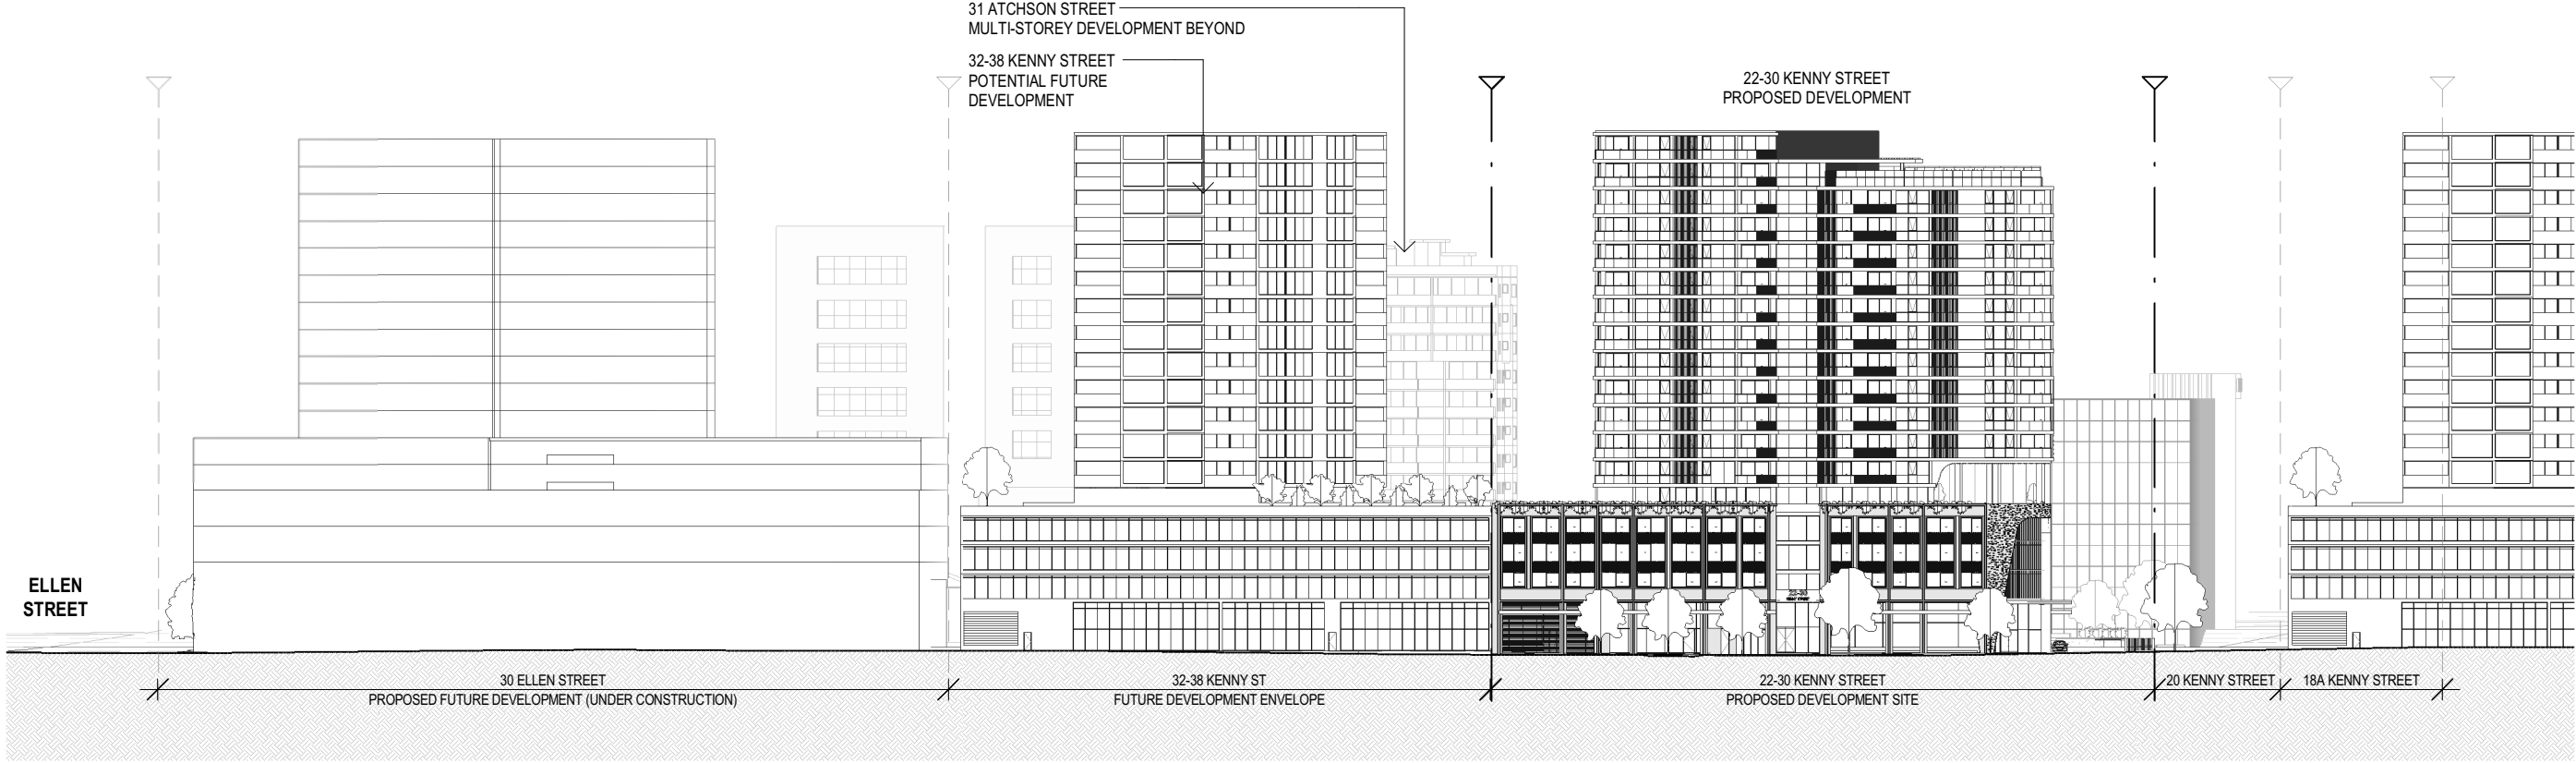 31 ATCHSON STREET
MULTI-STOREY DEVELOPMENT BEYOND
32-38 KENNY STREET
POTENTIAL FUTURE
DEVELOPMENT
22-30 KENNY STREET
PROPOSED DEVELOPMENT
ELLEN
STREET
22-30
30 ELLEN STREET
PROPOSED FUTURE DEVELOPMENT (UNDER CONSTRUCTION)
32-38 KENNY ST
FUTURE DEVELOPMENT ENVELOPE
22-30 KENNY STREET
PROPOSED DEVELOPMENT SITE
20 KENNY STREET
18A KENNY STREET